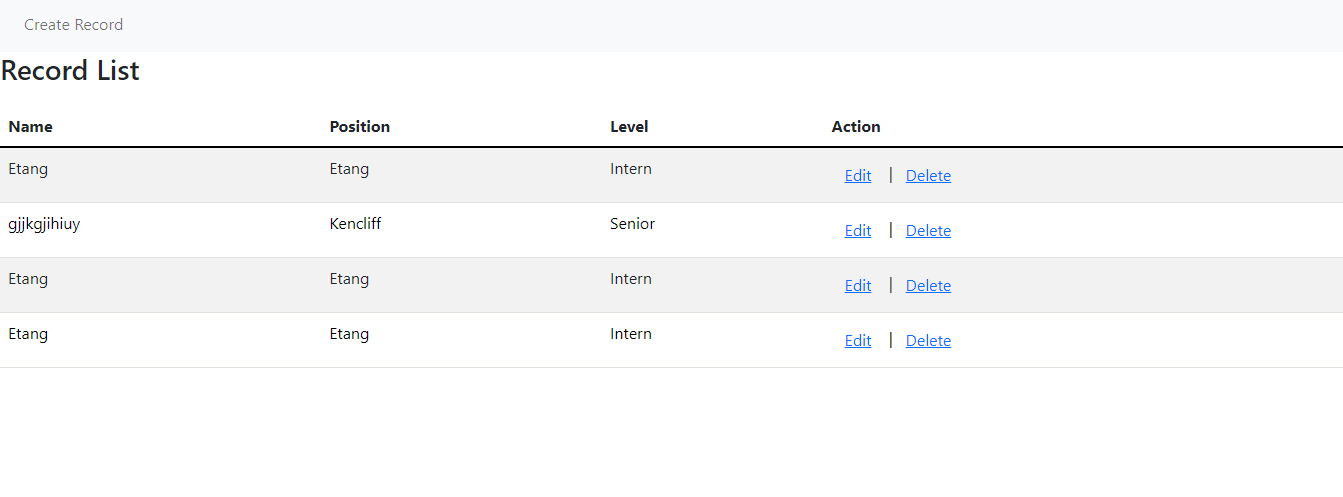 Create Record
Record List
Name Position Level Action
Etang Etang Intern Edit | Delete
gjjkgjihiuy Kencliff Senior Edit | Delete
Etang Etang Intern Edit | Delete
Etang Etang Intern Edit | Delete